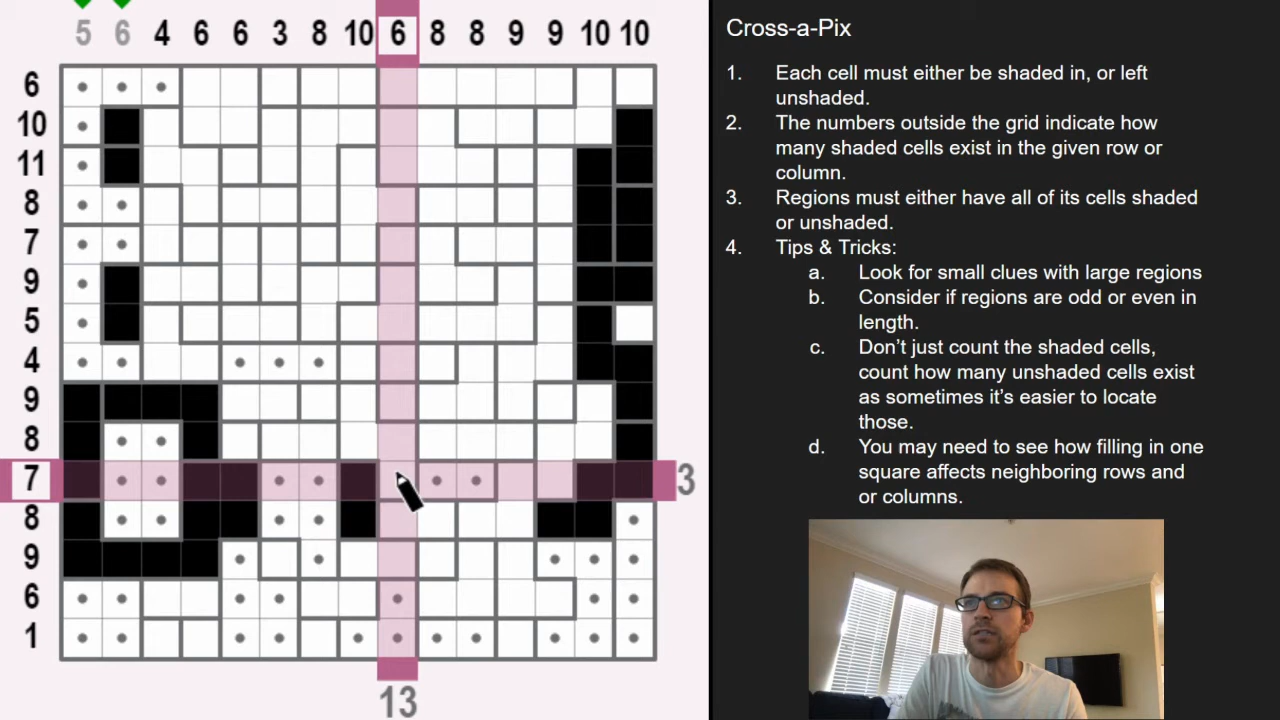 5 6 4 6 6 3 8 10 6 8 8 9 9 10 10
6
10
11
8
7
9
5
4
9
8
7 3
8
9
6
1
13
Cross-a-Pix
1. Each cell must either be shaded in, or left
unshaded.
2. The numbers outside the grid indicate how
many shaded cells exist in the given row or
column.
3. Regions must either have all of its cells shaded
or unshaded.
4. Tips & Tricks:
a. Look for small clues with large regions
b. Consider if regions are odd or even in
length.
c. Don’t just count the shaded cells,
count how many unshaded cells exist
as sometimes it’s easier to locate
those.
d. You may need to see how filling in one
square affects neighboring rows and
or columns.